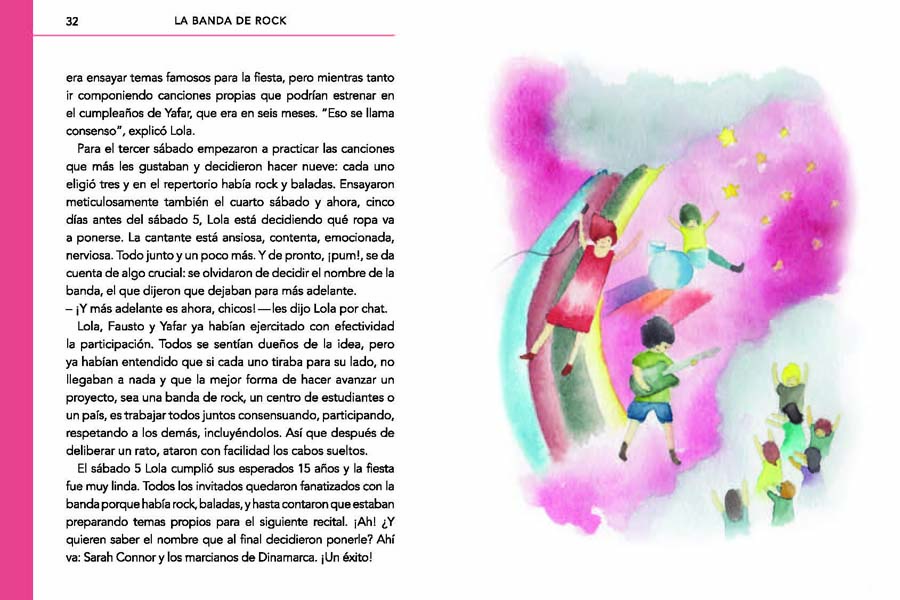 32
LA BANDA DE ROCK
era ensayar temas famosos para la fiesta, pero mientras tanto
ir componiendo canciones propias que podrían estrenar en
el cumpleaños de Yafar, que era en seis meses. "Eso se llama
consenso", explicó Lola.
Para el tercer sábado empezaron a practicar las canciones
que más les gustaban y decidieron hacer nueve: cada uno
eligió tres y en el repertorio había rock y baladas. Ensayaron
meticulosamente también el cuarto sábado y ahora, cinco
días antes del sábado 5, Lola está decidiendo qué ropa va
a ponerse. La cantante está ansiosa, contenta, emocionada,
nerviosa. Todo junto y un poco más. Y de pronto, ¡pum!, se da
cuenta de algo crucial: se olvidaron de decidir el nombre de la
banda, el que dijeron que dejaban para más adelante.
– ¡Y más adelante es ahora, chicos! —les dijo Lola por chat.
Lola, Fausto y Yafar ya habían ejercitado con efectividad
la participación. Todos se sentían dueños de la idea, pero
ya habían entendido que si cada uno tiraba para su lado, no
llegaban a nada y que la mejor forma de hacer avanzar un
proyecto, sea una banda de rock, un centro de estudiantes o
un país, es trabajar todos juntos consensuando, participando,
respetando a los demás, incluyéndolos. Así que después de
deliberar un rato, ataron con facilidad los cabos sueltos.
El sábado 5 Lola cumplió sus esperados 15 años y la fiesta
fue muy linda. Todos los invitados quedaron fanatizados con la
banda porque había rock, baladas, y hasta contaron que estaban
preparando temas propios para el siguiente recital. ¡Ah! ¿Y
quieren saber el nombre que al final decidieron ponerle? Ahí
va: Sarah Connor y los marcianos de Dinamarca. ¡Un éxito!